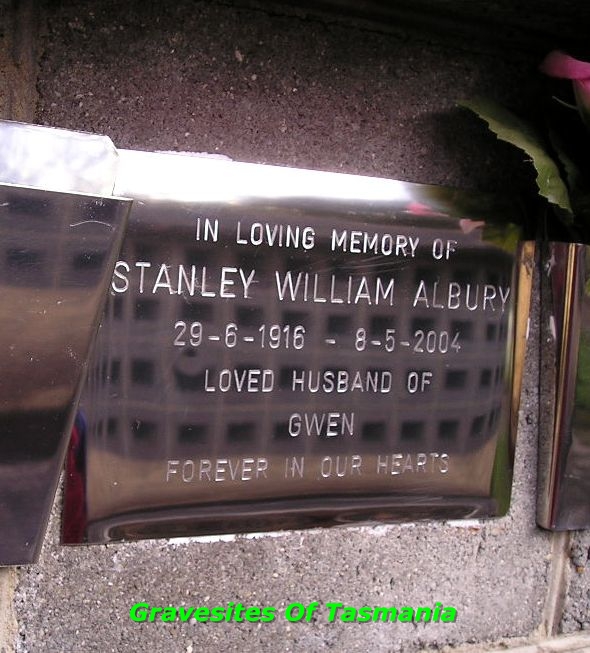 IN LOVING MEMORY OF
STANLEY WILLIAM ALBURY
29-6-1916 - 8-5-2004
LOVED HUSBAND OF
GWEN
FOREVER IN OUR HEARTS
Gravesites Of Tasmania